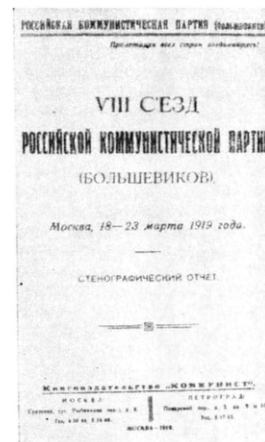 РОССИЙСКАЯ КОММУНИСТИЧЕСКАЯ ПАРТИЯ (большевиков)
Пролетарии всех стран соединяйтесь!
VIII С'ЕЗД
РОССИЙСКОЙ КОММУНИСТИЧЕСКОЙ ПАРТИИ
(БОЛЬШЕВИКОВ).
Москва, 18—23 марта 1919 года.
СТЕНОГРАФИЧЕСКИЙ ОТЧЕТ.
Книгоиздательство „КОММУНИСТ“.
МОСКВА
ПЕТРОГРАД
МОСКВА—1919.